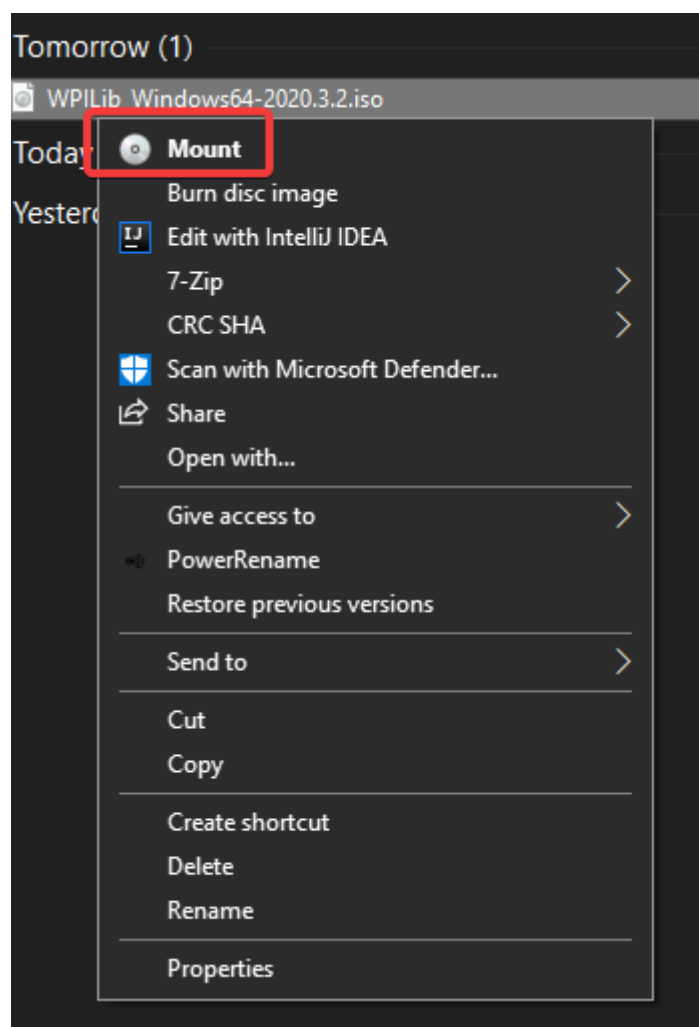 Tomorrow (1)
WPILib_Windows64-2020.3.2.iso
Today
Mount
Burn disc image
Edit with IntelliJ IDEA
7-Zip
CRC SHA
Scan with Microsoft Defender...
Share
Open with...
Give access to
PowerRename
Restore previous versions
Send to
Cut
Copy
Create shortcut
Delete
Rename
Properties